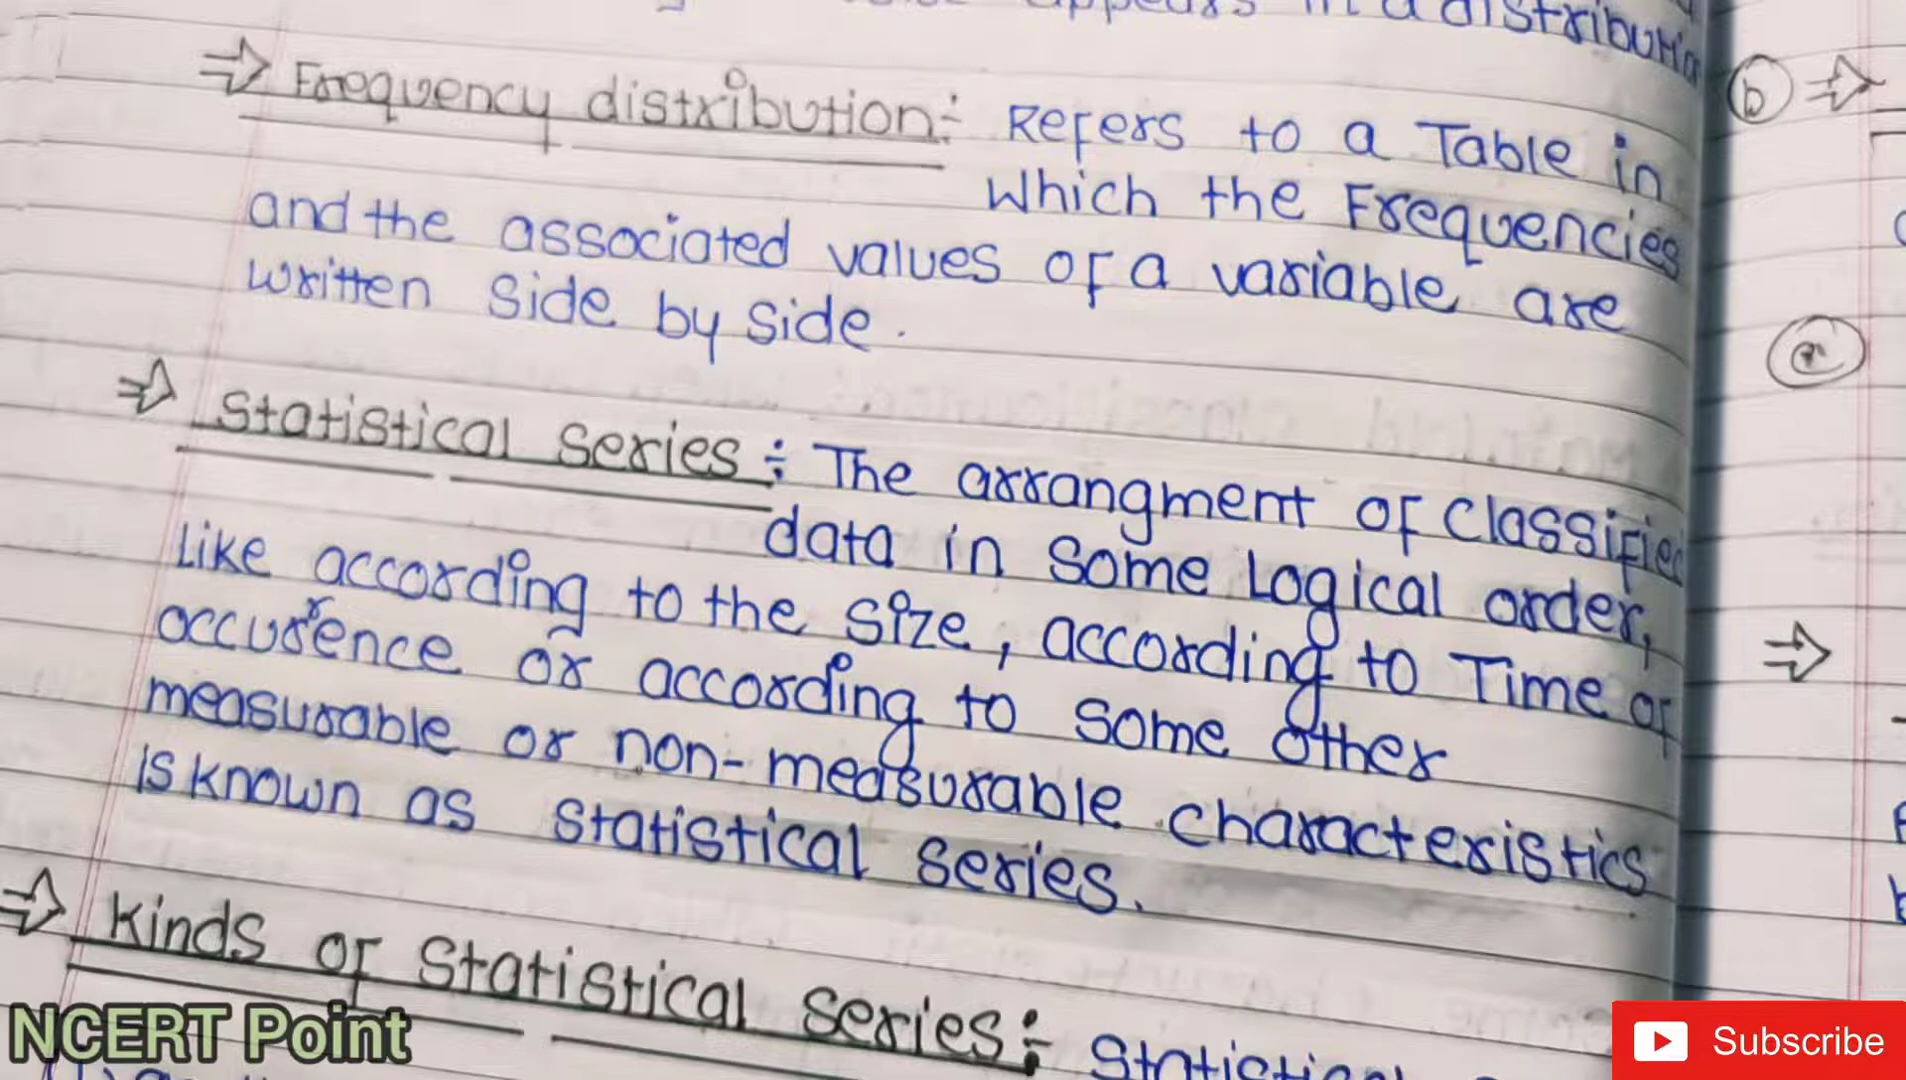 appears in a distribution
⇒ Frequency distribution:- Refers to a Table in
which the Frequencies
and the associated values of a variable are
written side by side.
⇒ Statistical series :- The arrangment of classified
data in some Logical order,
like according to the size, according to Time of
occurence or according to some other
measurable or non-measurable characteristics
is known as statistical series.
⇒ Kinds of statistical series:-
b ⇒
⇒
NCERT Point
Subscribe